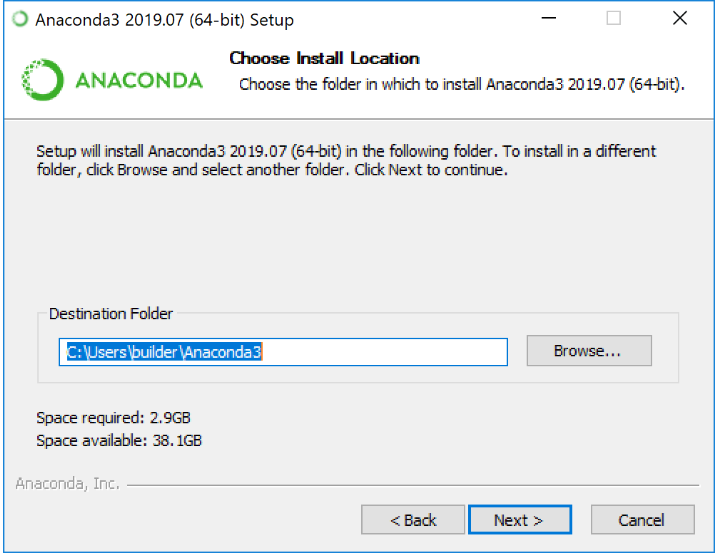 Anaconda3 2019.07 (64-bit) Setup
ANACONDA
Choose Install Location
Choose the folder in which to install Anaconda3 2019.07 (64-bit).
Setup will install Anaconda3 2019.07 (64-bit) in the following folder. To install in a different
folder, click Browse and select another folder. Click Next to continue.
Destination Folder
C:\Users\builder\Anaconda3
Browse...
Space required: 2.9GB
Space available: 38.1GB
Anaconda, Inc.
< Back
Next >
Cancel